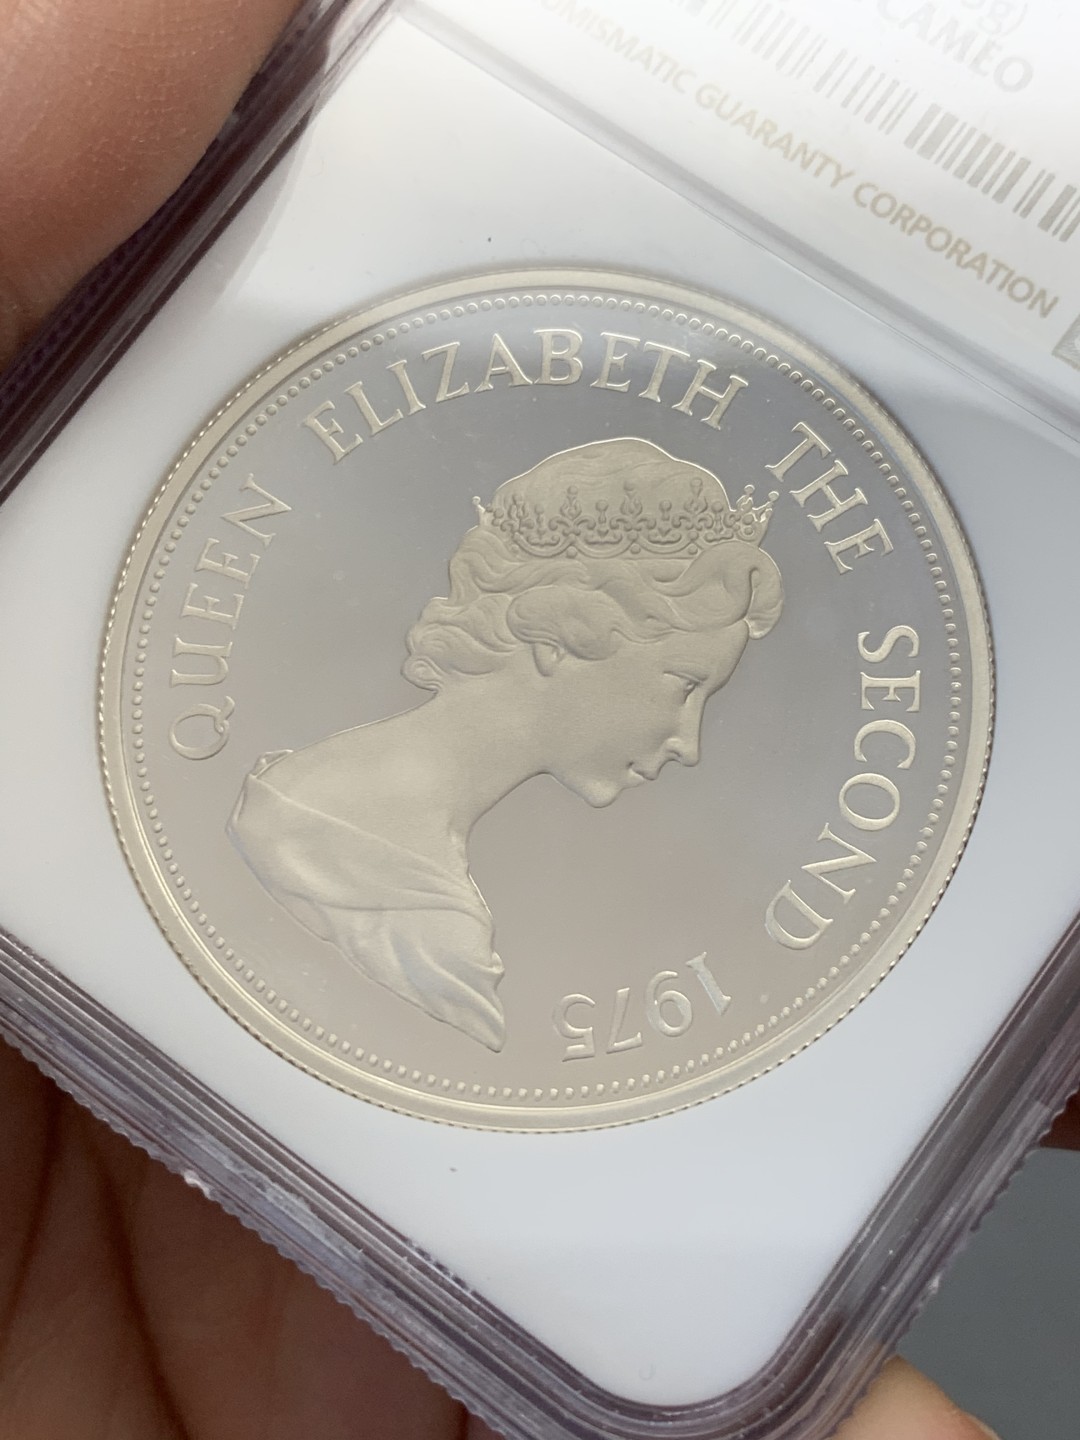 CAMEO
NUMISMATIC GUARANTY CORPORATION
QUEEN ELIZABETH THE SECOND
1975